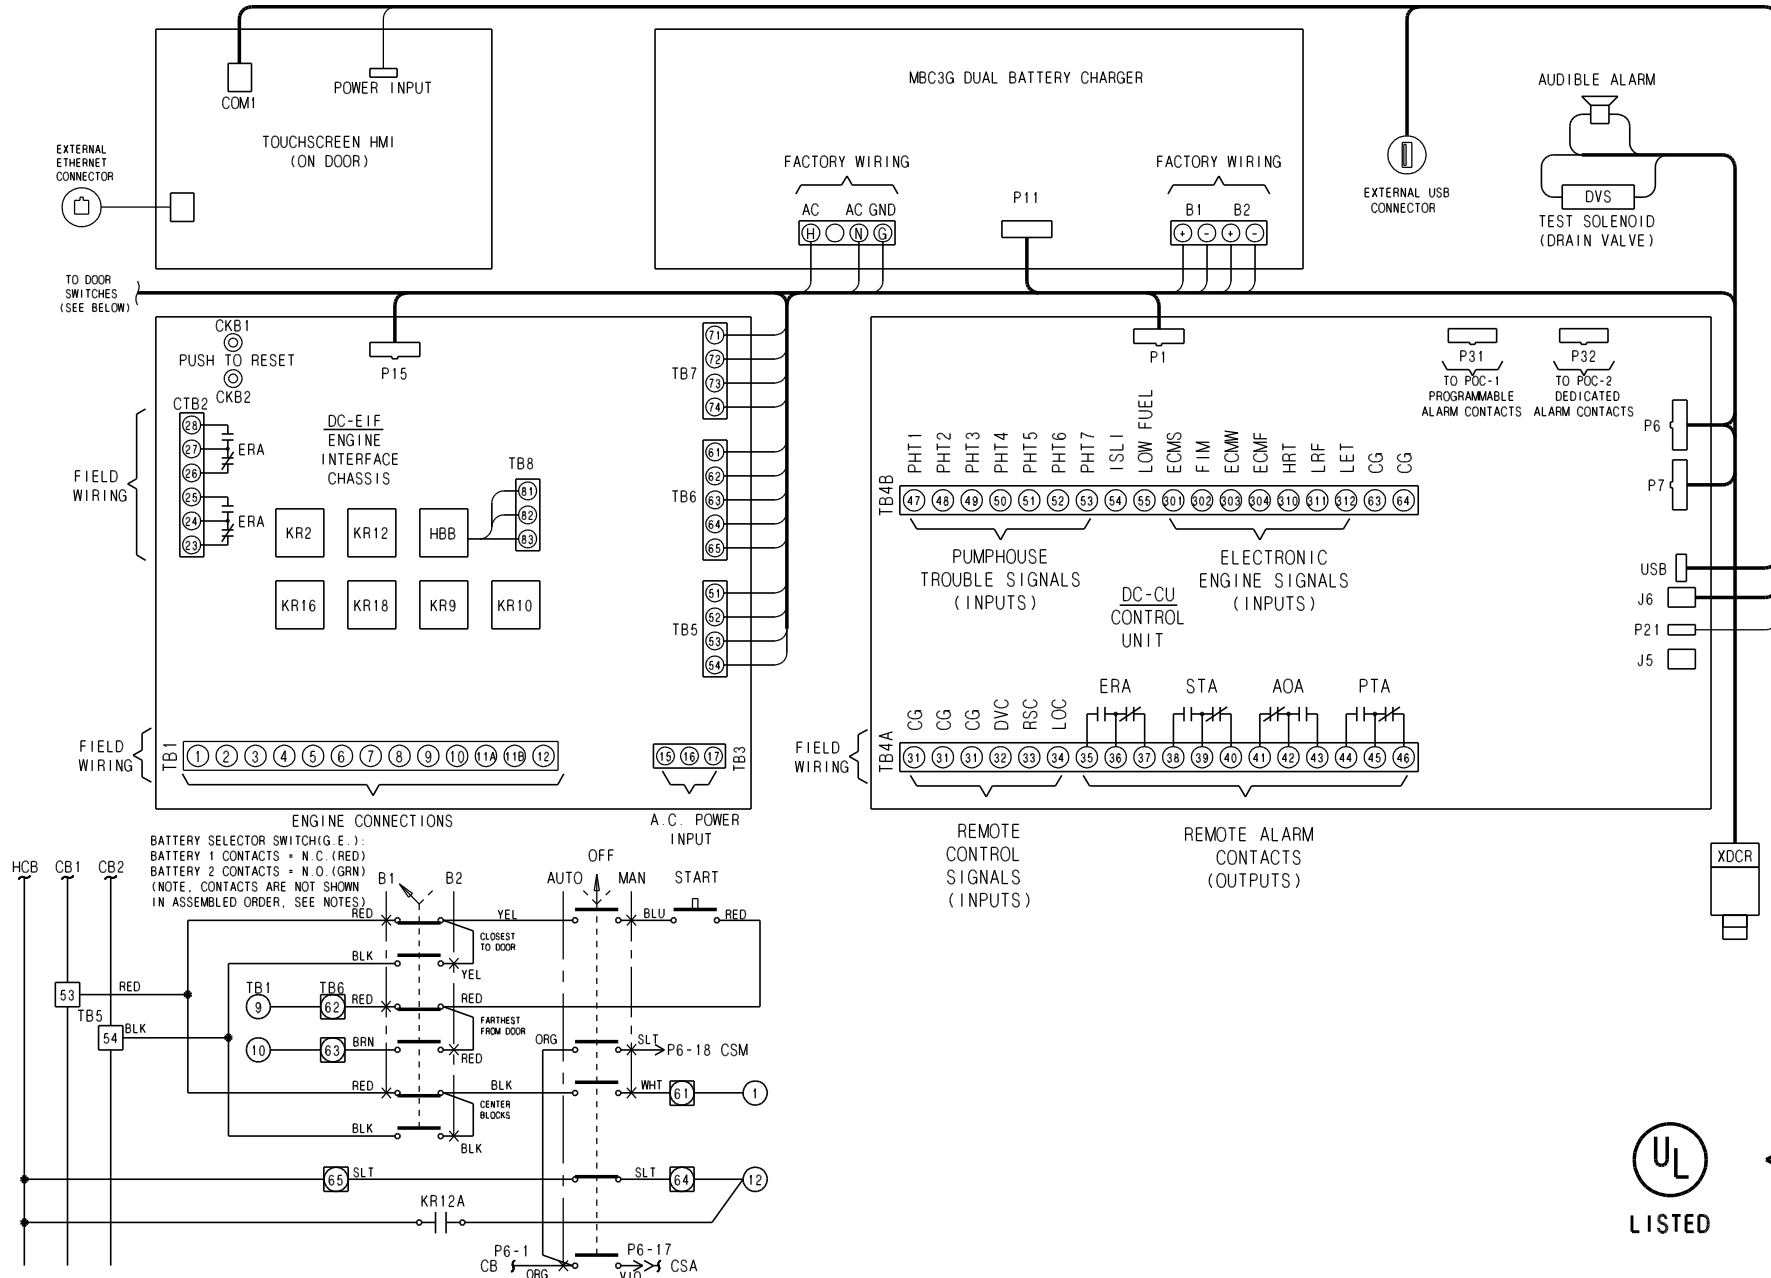 COM1
POWER INPUT
TOUCHSCREEN HMI
(ON DOOR)
EXTERNAL
ETHERNET
CONNECTOR
MBC3G DUAL BATTERY CHARGER
FACTORY WIRING
AC AC GND
H N G
P11
FACTORY WIRING
B1 B2
+ - + -
EXTERNAL USB
CONNECTOR
AUDIBLE ALARM
DVS
TEST SOLENOID
(DRAIN VALVE)
TO DOOR
SWITCHES
(SEE BELOW)
CKB1
PUSH TO RESET
CKB2
P15
CTB2
28
27
26
25
24
23
ERA
ERA
FIELD
WIRING
DC-EIF
ENGINE
INTERFACE
CHASSIS
TB8
81
82
83
KR2 KR12 HBB
KR16 KR18 KR9 KR10
TB7
71
72
73
74
TB6
61
62
63
64
65
TB5
51
52
53
54
FIELD
WIRING
TB1
1 2 3 4 5 6 7 8 9 10 11A 11B 12
ENGINE CONNECTIONS
15 16 17
TB3
A.C. POWER
INPUT
P1
P31
TO POC-1
PROGRAMMABLE
ALARM CONTACTS
P32
TO POC-2
DEDICATED
ALARM CONTACTS
P6
P7
USB
J6
P21
J5
TB4B
PHT1 PHT2 PHT3 PHT4 PHT5 PHT6 PHT7 ISLI LOW FUEL ECMS FIM ECMW ECMF HRT LRF LET CG CG
47 48 49 50 51 52 53 54 55 301 302 303 304 310 311 312 63 64
PUMPHOUSE
TROUBLE SIGNALS
(INPUTS)
ELECTRONIC
ENGINE SIGNALS
(INPUTS)
DC-CU
CONTROL
UNIT
ERA STA AOA PTA
CG CG CG DVC RSC LOC
FIELD
WIRING
TB4A
31 31 31 32 33 34 35 36 37 38 39 40 41 42 43 44 45 46
REMOTE
CONTROL
SIGNALS
(INPUTS)
REMOTE ALARM
CONTACTS
(OUTPUTS)
XDCR
BATTERY SELECTOR SWITCH(G.E.):
BATTERY 1 CONTACTS = N.C.(RED)
BATTERY 2 CONTACTS = N.O.(GRN)
(NOTE, CONTACTS ARE NOT SHOWN
IN ASSEMBLED ORDER, SEE NOTES)
HCB CB1 CB2
B1 B2
AUTO OFF MAN START
RED YEL BLU RED
CLOSEST
TO DOOR
BLK YEL
53 RED
TB5
54 BLK
TB1 TB6
9 62 RED RED
FARTHEST
FROM DOOR
10 63 BRN RED
ORG SLT P6-18 CSM
RED BLK WHT 61 1
CENTER
BLOCKS
BLK BLK
65 SLT SLT 64 12
KR12A
P6-1 P6-17
CB ORG VIO CSA
UL
LISTED